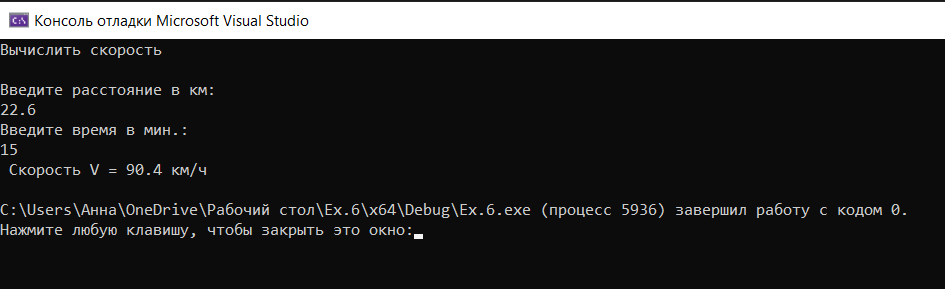 C:\ Консоль отладки Microsoft Visual Studio
Вычислить скорость
Введите расстояние в км:
22.6
Введите время в мин.:
15
Скорость V = 90.4 км/ч
C:\Users\Анна\OneDrive\Рабочий стол\Ex.6\x64\Debug\Ex.6.exe (процесс 5936) завершил работу с кодом 0.
Нажмите любую клавишу, чтобы закрыть это окно: